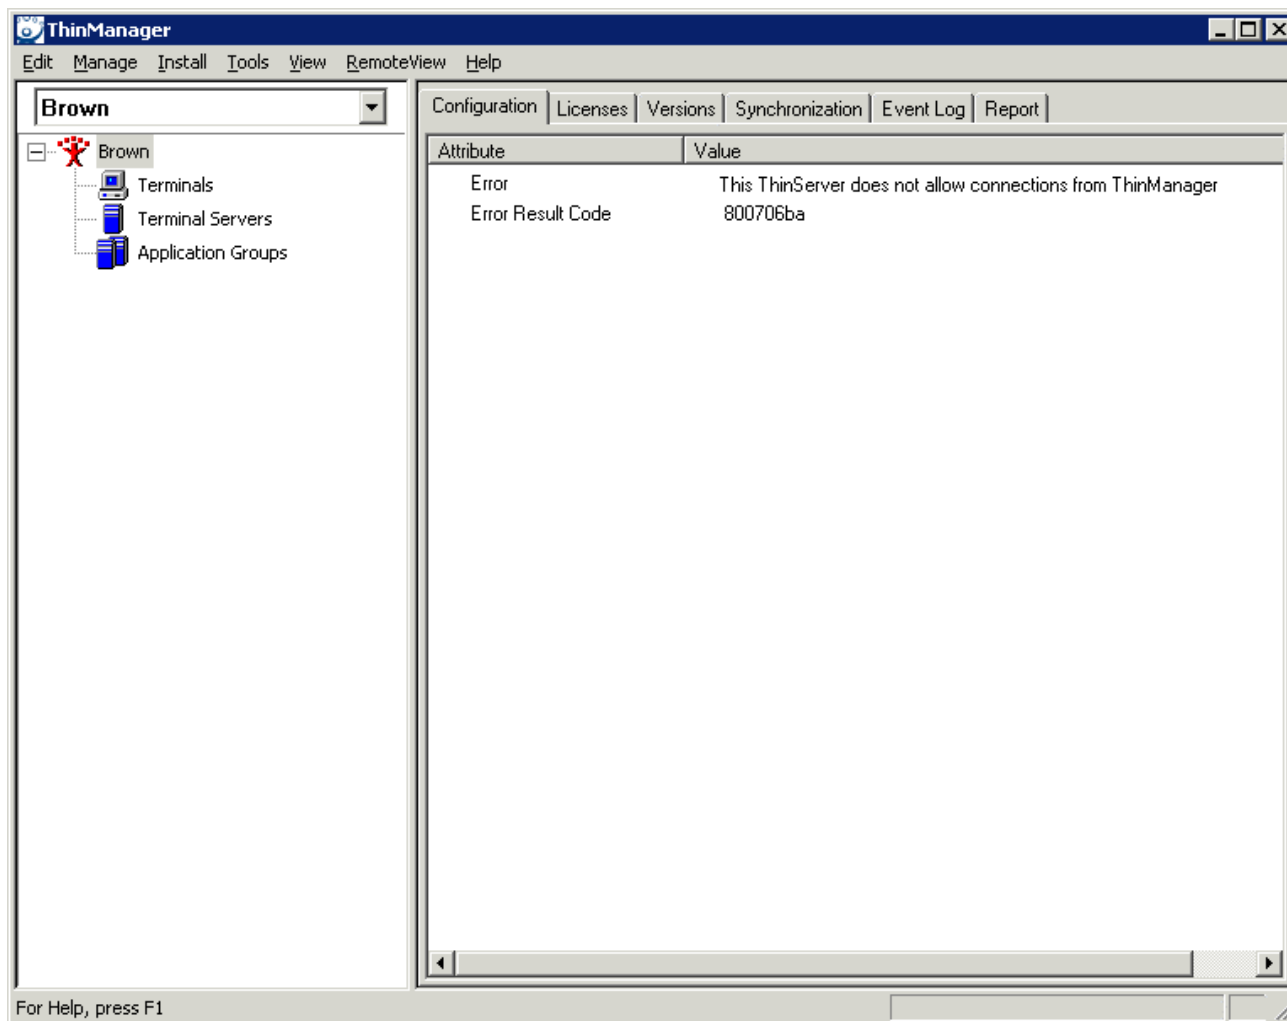 ThinManager
Edit Manage Install Tools View RemoteView Help
Brown
Configuration Licenses Versions Synchronization Event Log Report
Brown
Terminals
Terminal Servers
Application Groups
Attribute Value
Error This ThinServer does not allow connections from ThinManager
Error Result Code 800706ba
For Help, press F1